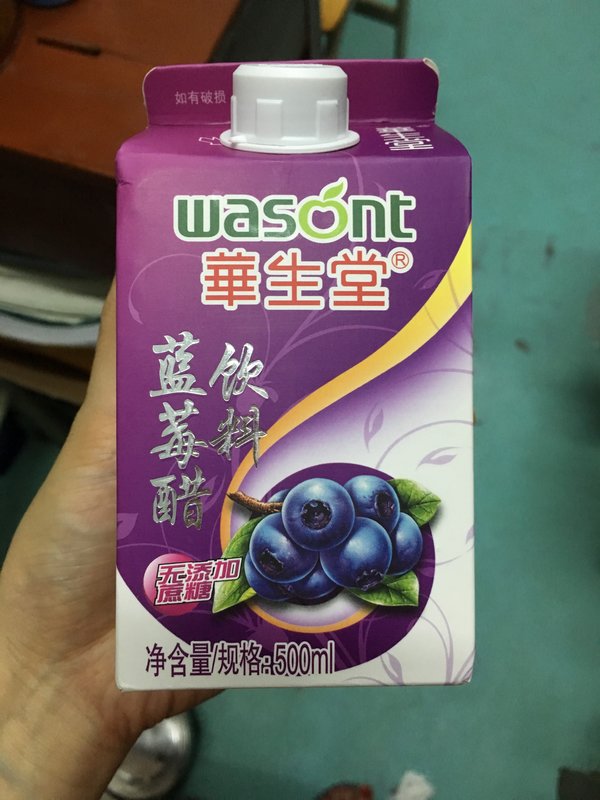 如有破损
wasont
華生堂®
蓝莓醋
饮料
无添加
蔗糖
净含量/规格:500ml